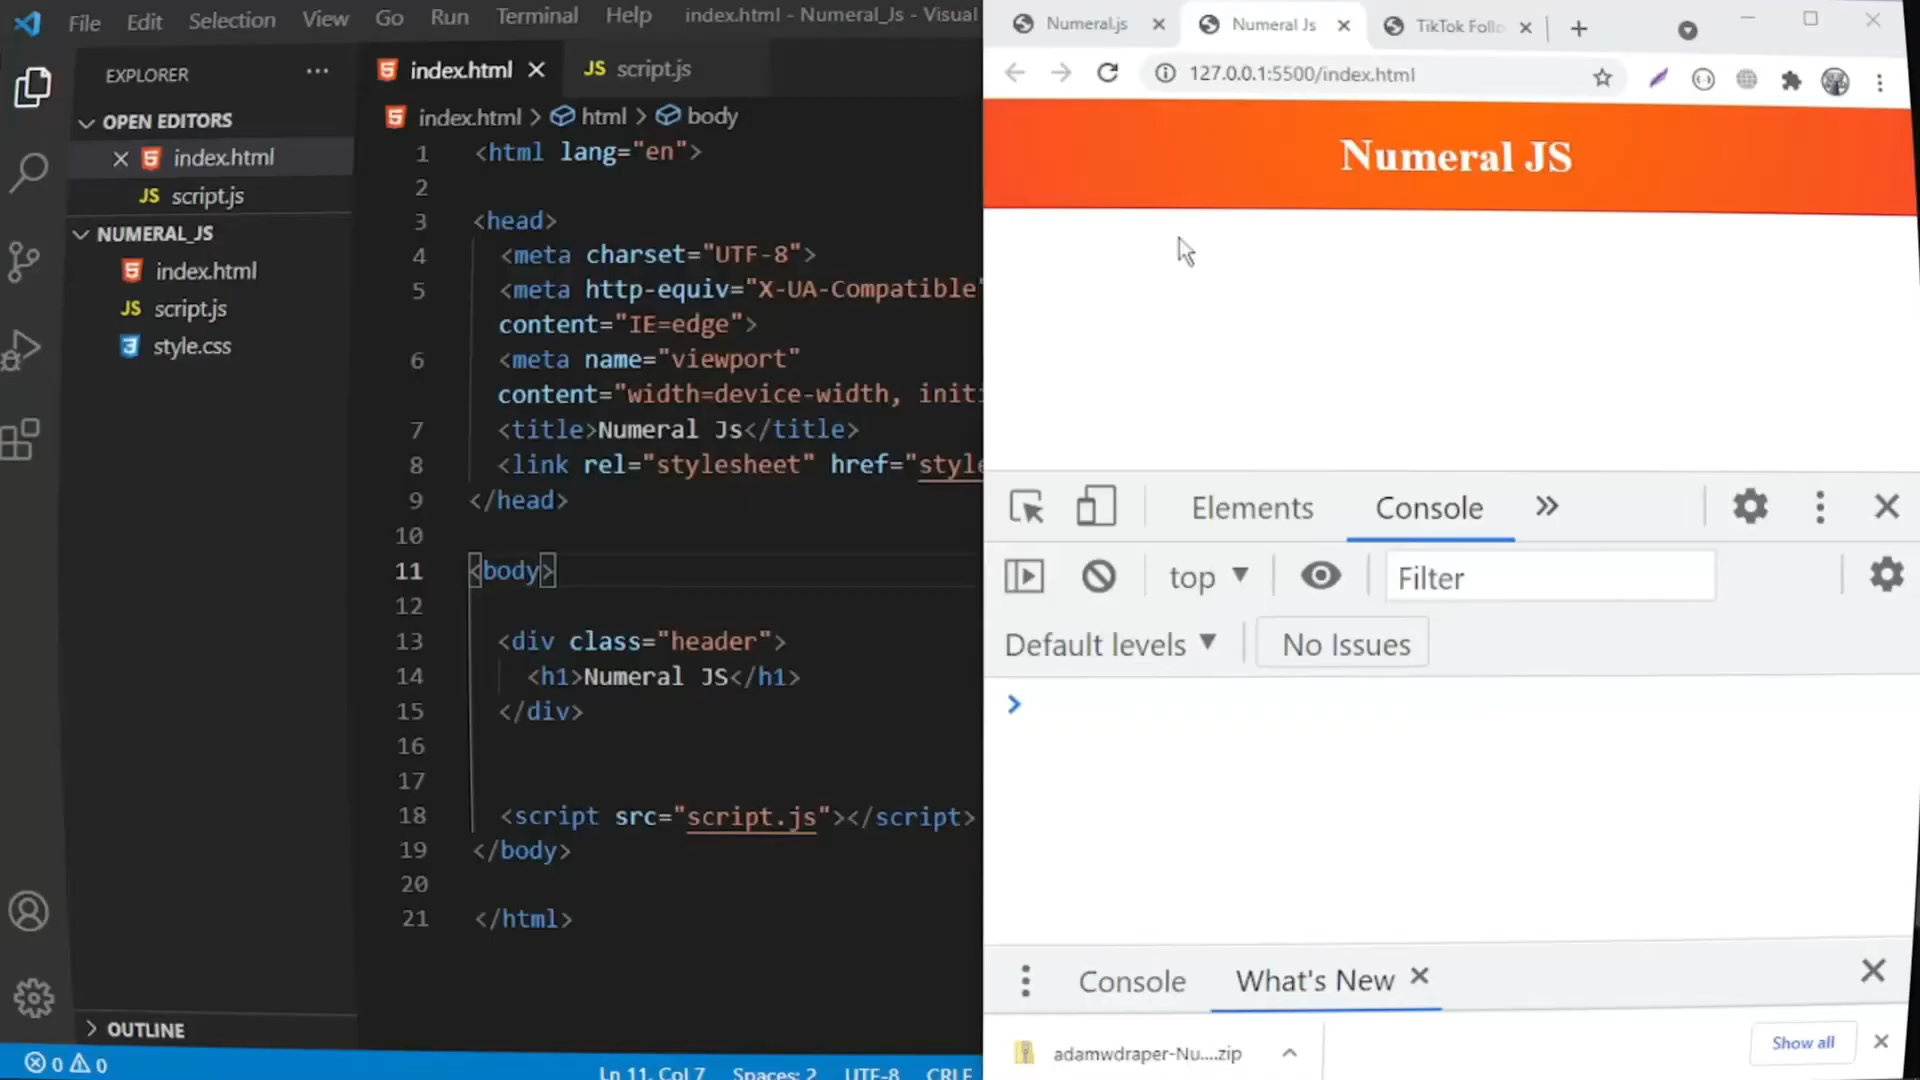 File Edit Selection View Go Run Terminal Help index.html - Numeral_Js - Visual
EXPLORER
OPEN EDITORS
index.html
JS script.js
NUMERAL_JS
index.html
JS script.js
style.css
OUTLINE
0 0
index.html
JS script.js
index.html > html > body
1 <html lang="en">
2
3 <head>
4 <meta charset="UTF-8">
5 <meta http-equiv="X-UA-Compatible"
content="IE=edge">
6 <meta name="viewport"
content="width=device-width, initi
7 <title>Numeral Js</title>
8 <link rel="stylesheet" href="style
9 </head>
10
11 <body>
12
13 <div class="header">
14 <h1>Numeral JS</h1>
15 </div>
16
17
18 <script src="script.js"></script>
19 </body>
20
21 </html>
Ln 11, Col 7 Spaces: 2 UTF-8 CRLF
Numeral.js Numeral Js TikTok Follo
127.0.0.1:5500/index.html
Numeral JS
Elements Console
top Filter
Default levels No Issues
Console What's New
adamwdraper-Nu....zip
Show all